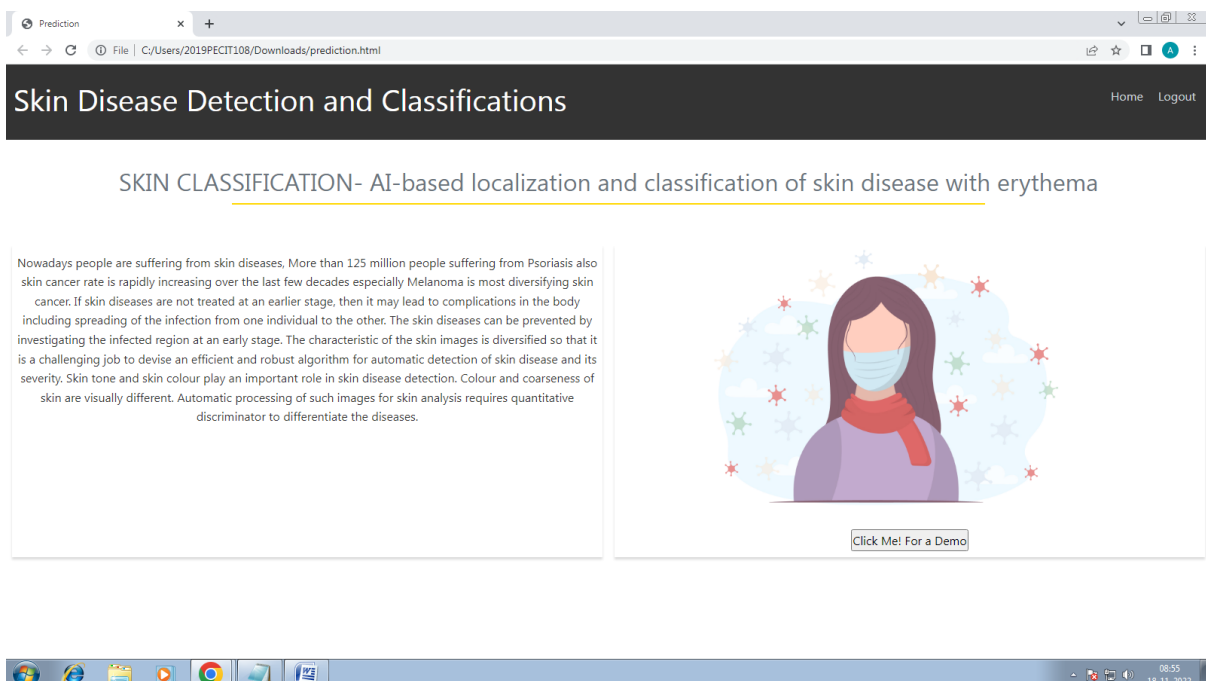 Prediction
File C:/Users/2019PECIT108/Downloads/prediction.html
A
Skin Disease Detection and Classifications
Home Logout
SKIN CLASSIFICATION- AI-based localization and classification of skin disease with erythema
Nowadays people are suffering from skin diseases, More than 125 million people suffering from Psoriasis also
skin cancer rate is rapidly increasing over the last few decades especially Melanoma is most diversifying skin
cancer. If skin diseases are not treated at an earlier stage, then it may lead to complications in the body
including spreading of the infection from one individual to the other. The skin diseases can be prevented by
investigating the infected region at an early stage. The characteristic of the skin images is diversified so that it
is a challenging job to devise an efficient and robust algorithm for automatic detection of skin disease and its
severity. Skin tone and skin colour play an important role in skin disease detection. Colour and coarseness of
skin are visually different. Automatic processing of such images for skin analysis requires quantitative
discriminator to differentiate the diseases.
Click Me! For a Demo
08:55